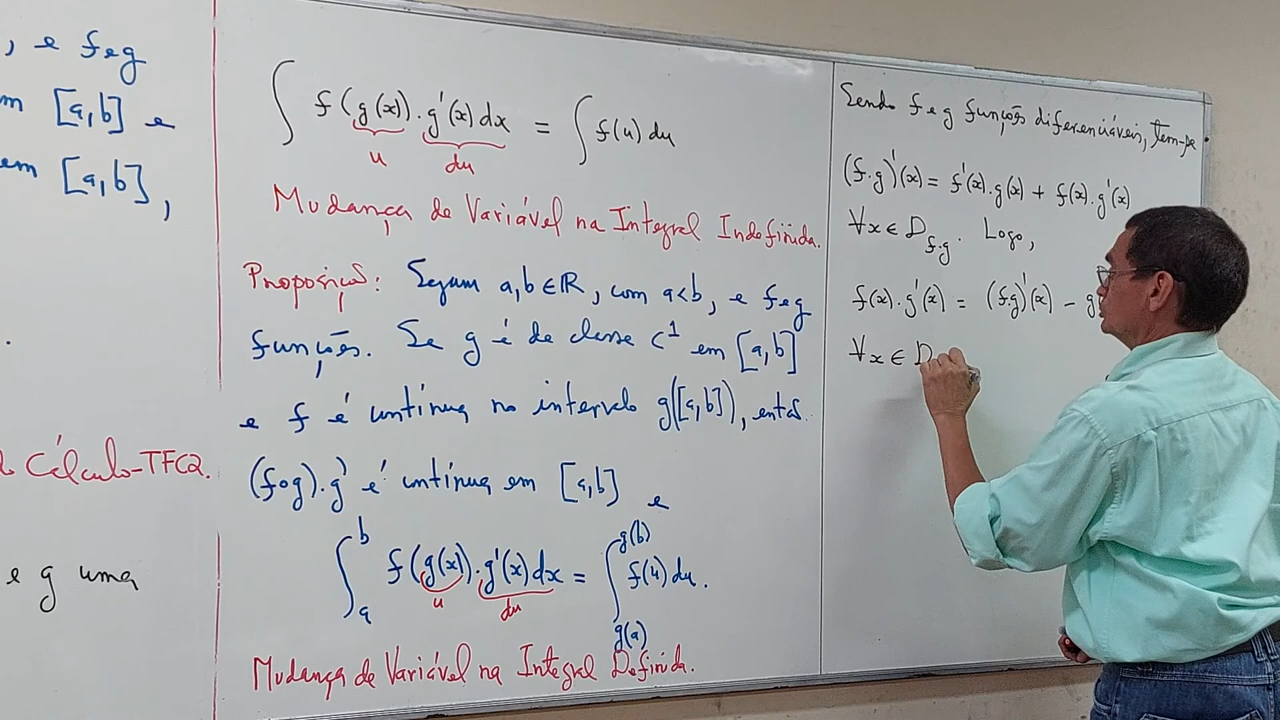 , e f e g
m [a,b] e
em [a,b],
.
Cálculo-TFC2.
e g uma
∫ f(g(x)).g'(x)dx = ∫ f(u)du
u du
Mudança de Variável na Integral Indefinida.
Proposição: Sejam a,b∈ℝ, com a<b, e f e g
funções. Se g é de classe C¹ em [a,b]
e f é contínua no intervalo g([a,b]), então
(fog).g' é contínua em [a,b] e
∫_a^b f(g(x)).g'(x)dx = ∫_{g(a)}^{g(b)} f(u)du.
u du
Mudança de Variável na Integral Definida.
Sendo f e g funções diferenciáveis, tem-se
(f.g)'(x) = f'(x).g(x) + f(x).g'(x)
∀x∈D_{f.g}. Logo,
f(x).g'(x) = (f.g)'(x) - g
∀x∈D